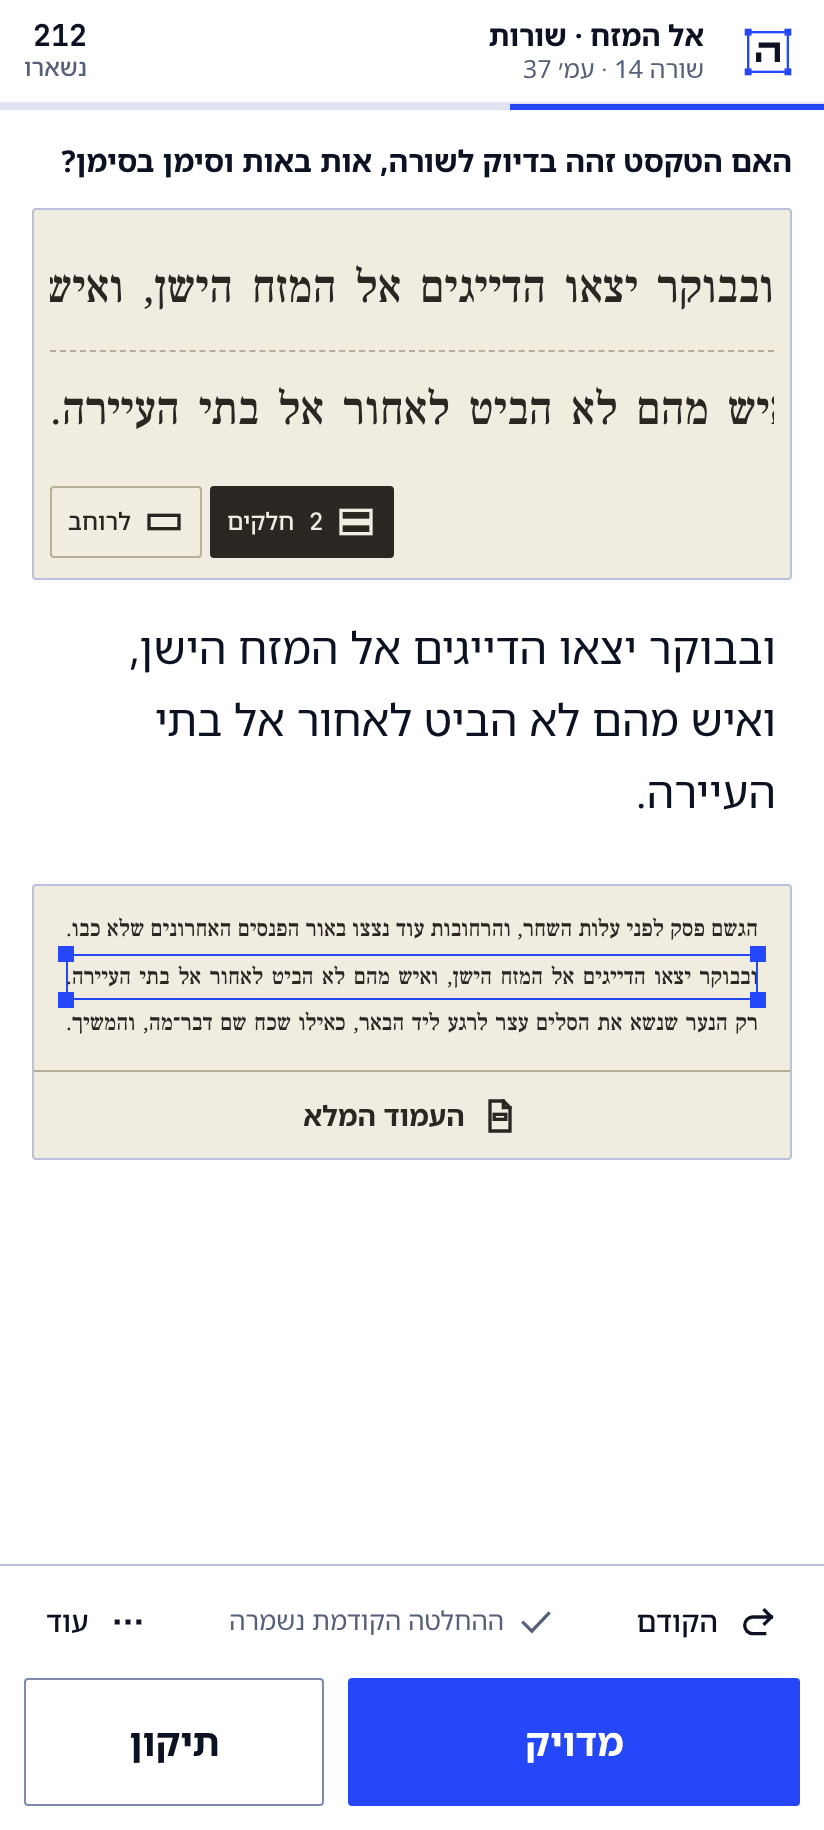 ה
אל המזח · שורות
שורה 14 · עמ׳ 37
212
נשארו
האם הטקסט זהה בדיוק לשורה, אות באות וסימן בסימן?
ובבוקר יצאו הדייגים אל המזח הישן, ואיש
איש מהם לא הביט לאחור אל בתי העיירה.
2 חלקים
לרוחב
ובבוקר יצאו הדייגים אל המזח הישן,
ואיש מהם לא הביט לאחור אל בתי
העיירה.
הגשם פסק לפני עלות השחר, והרחובות עוד נצצו באור הפנסים האחרונים שלא כבו.
ובבוקר יצאו הדייגים אל המזח הישן, ואיש מהם לא הביט לאחור אל בתי העיירה.
רק הנער שנשא את הסלים עצר לרגע ליד הבאר, כאילו שכח שם דבר־מה, והמשיך.
העמוד המלא
הקודם
ההחלטה הקודמת נשמרה
עוד
מדויק
תיקון